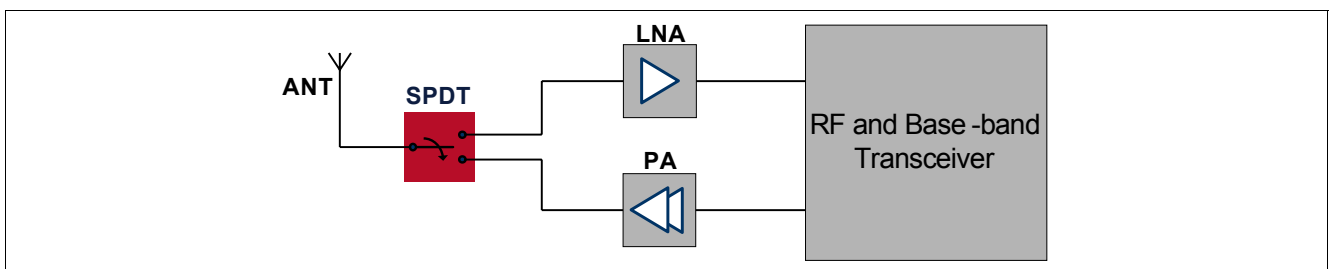 LNA
ANT
SPDT
RF and Base -band
Transceiver
PA